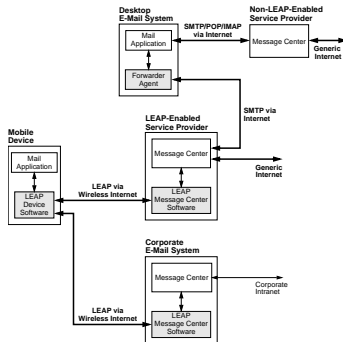 Desktop
E-Mail System
Mail
Application
Forwarder
Agent
SMTP/POP/IMAP
via Internet
Non-LEAP-Enabled
Service Provider
Message Center
Generic
Internet
SMTP via
Internet
LEAP-Enabled
Service Provider
Message Center
LEAP
Message Center
Software
Generic
Internet
Mobile
Device
Mail
Application
LEAP
Device
Software
LEAP via
Wireless Internet
Corporate
E-Mail System
Message Center
LEAP
Message Center
Software
Corporate
Intranet
LEAP via
Wireless Internet